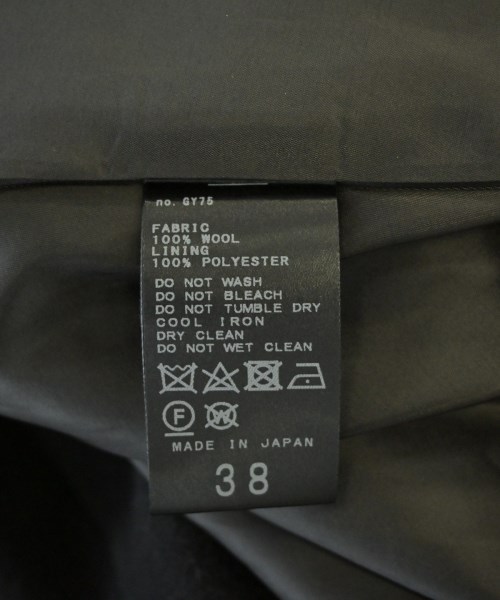 no. GY75
FABRIC
100% WOOL
LINING
100% POLYESTER
DO NOT WASH
DO NOT BLEACH
DO NOT TUMBLE DRY
COOL IRON
DRY CLEAN
DO NOT WET CLEAN
F W
MADE IN JAPAN
38